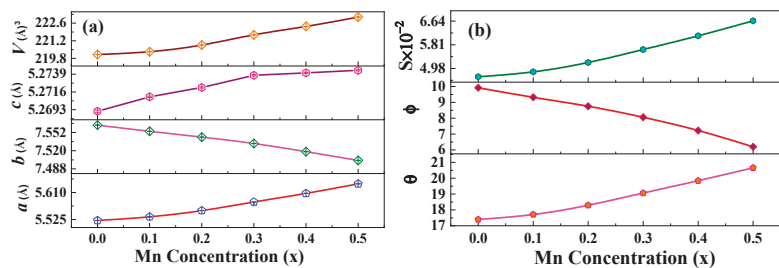 (a)
V (Å)³
222.6
221.2
219.8
c (Å)
5.2739
5.2716
5.2693
b (Å)
7.552
7.520
7.488
a (Å)
5.610
5.525
0.0 0.1 0.2 0.3 0.4 0.5
Mn Concentration (x)
(b)
S×10⁻²
6.64
5.81
4.98
ϕ
10
9
8
7
6
θ
21
20
19
18
17
0.0 0.1 0.2 0.3 0.4 0.5
Mn Concentration (x)